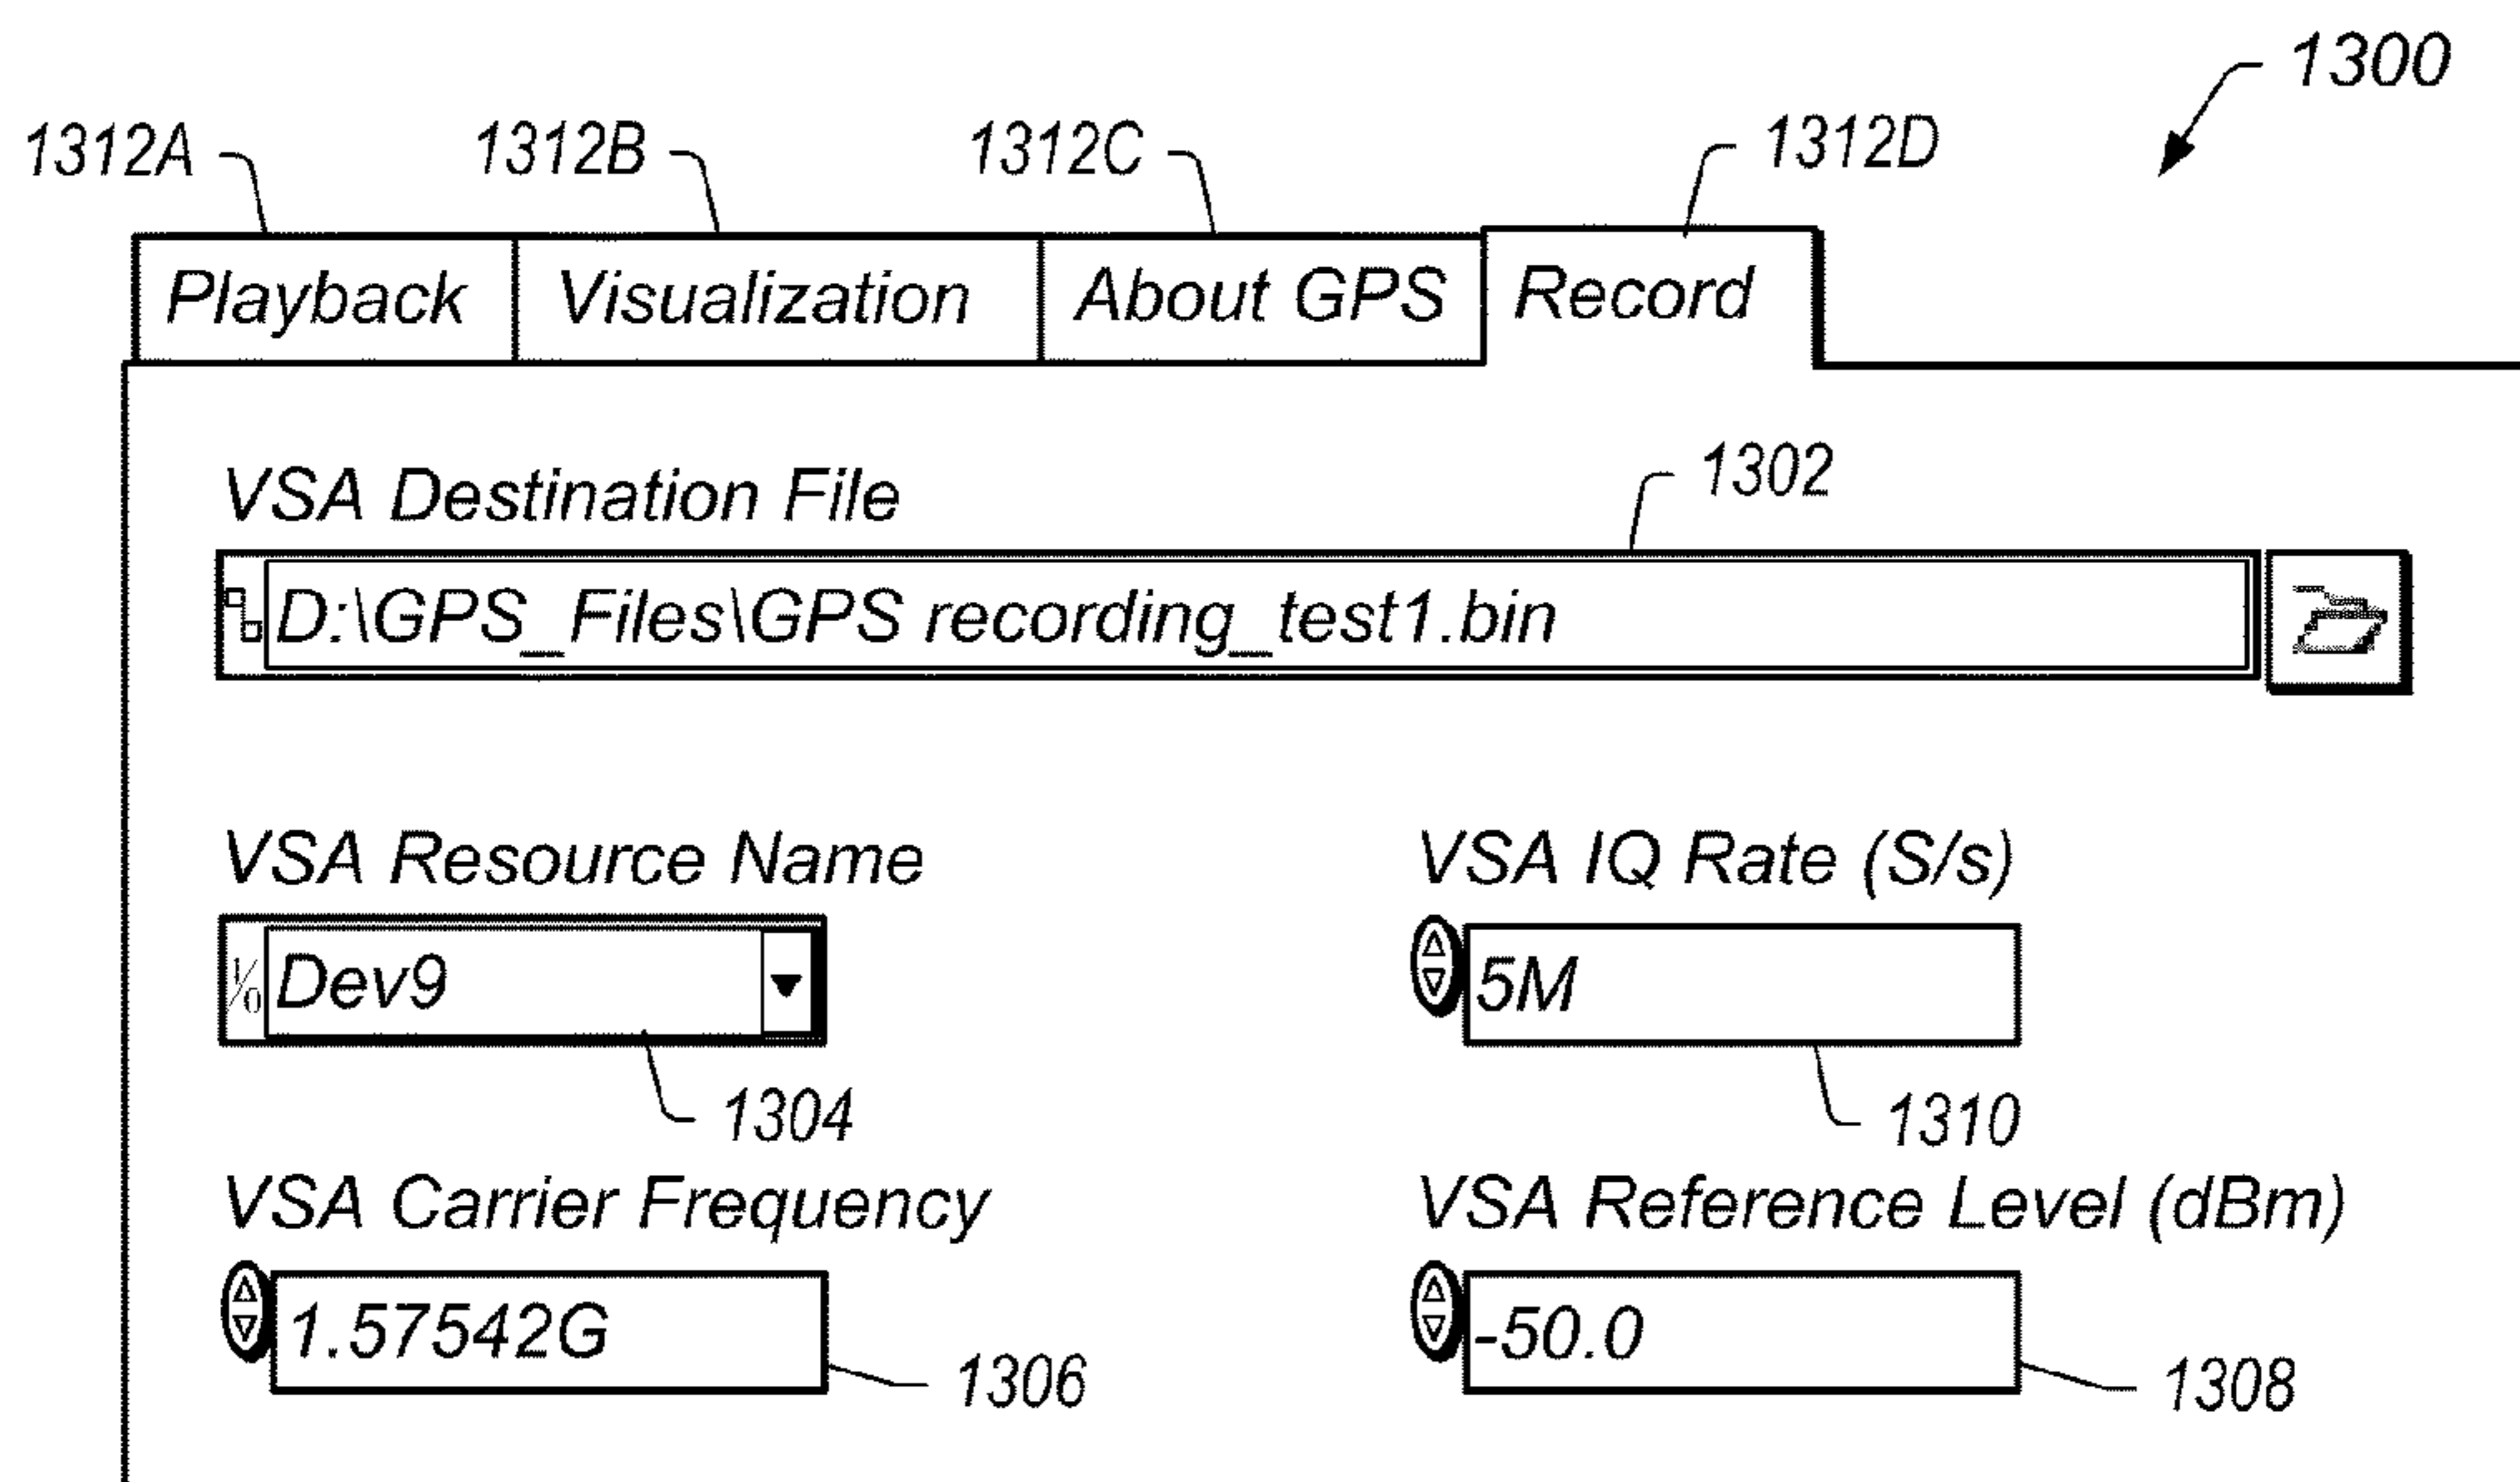 1300
1312A 1312B 1312C 1312D
Playback Visualization About GPS Record
VSA Destination File 1302
D:\GPS_Files\GPS recording_test1.bin
VSA Resource Name VSA IQ Rate (S/s)
I/O Dev9 5M
1304 1310
VSA Carrier Frequency VSA Reference Level (dBm)
1.57542G -50.0
1306 1308